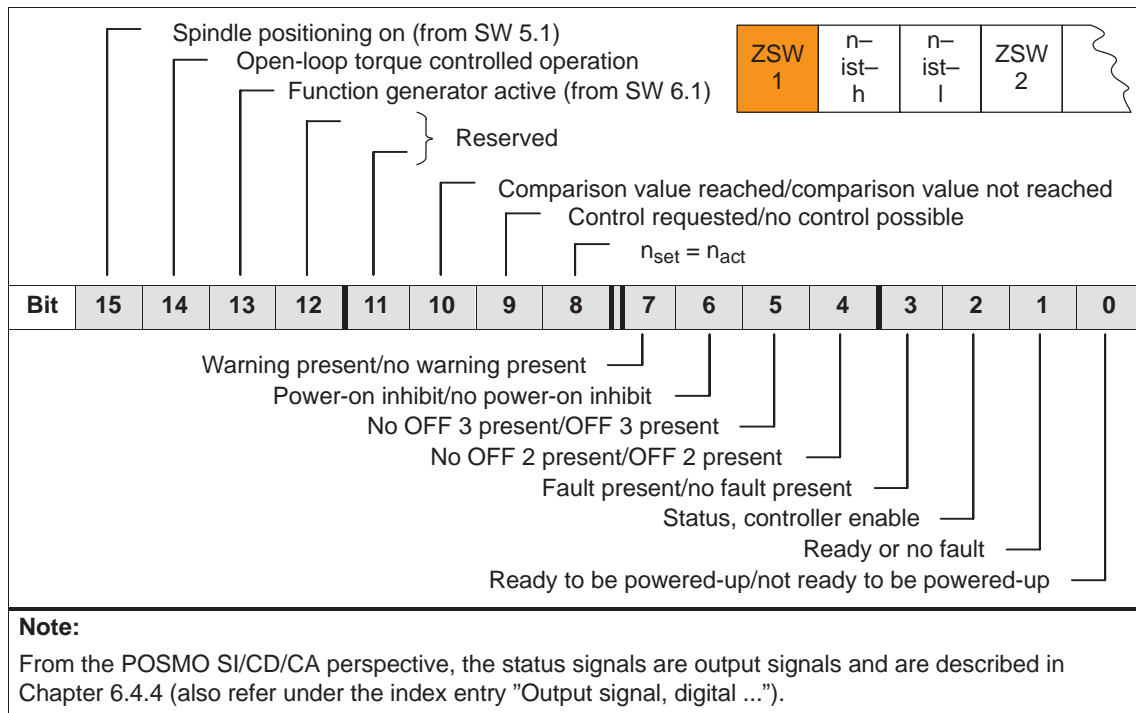 Spindle positioning on (from SW 5.1)
Open-loop torque controlled operation
Function generator active (from SW 6.1)
Reserved
Comparison value reached/comparison value not reached
Control requested/no control possible
n_set = n_act
ZSW 1
n– ist– h
n– ist– l
ZSW 2
Bit 15 14 13 12 11 10 9 8 7 6 5 4 3 2 1 0
Warning present/no warning present
Power-on inhibit/no power-on inhibit
No OFF 3 present/OFF 3 present
No OFF 2 present/OFF 2 present
Fault present/no fault present
Status, controller enable
Ready or no fault
Ready to be powered-up/not ready to be powered-up
Note:
From the POSMO SI/CD/CA perspective, the status signals are output signals and are described in
Chapter 6.4.4 (also refer under the index entry ”Output signal, digital ...”).